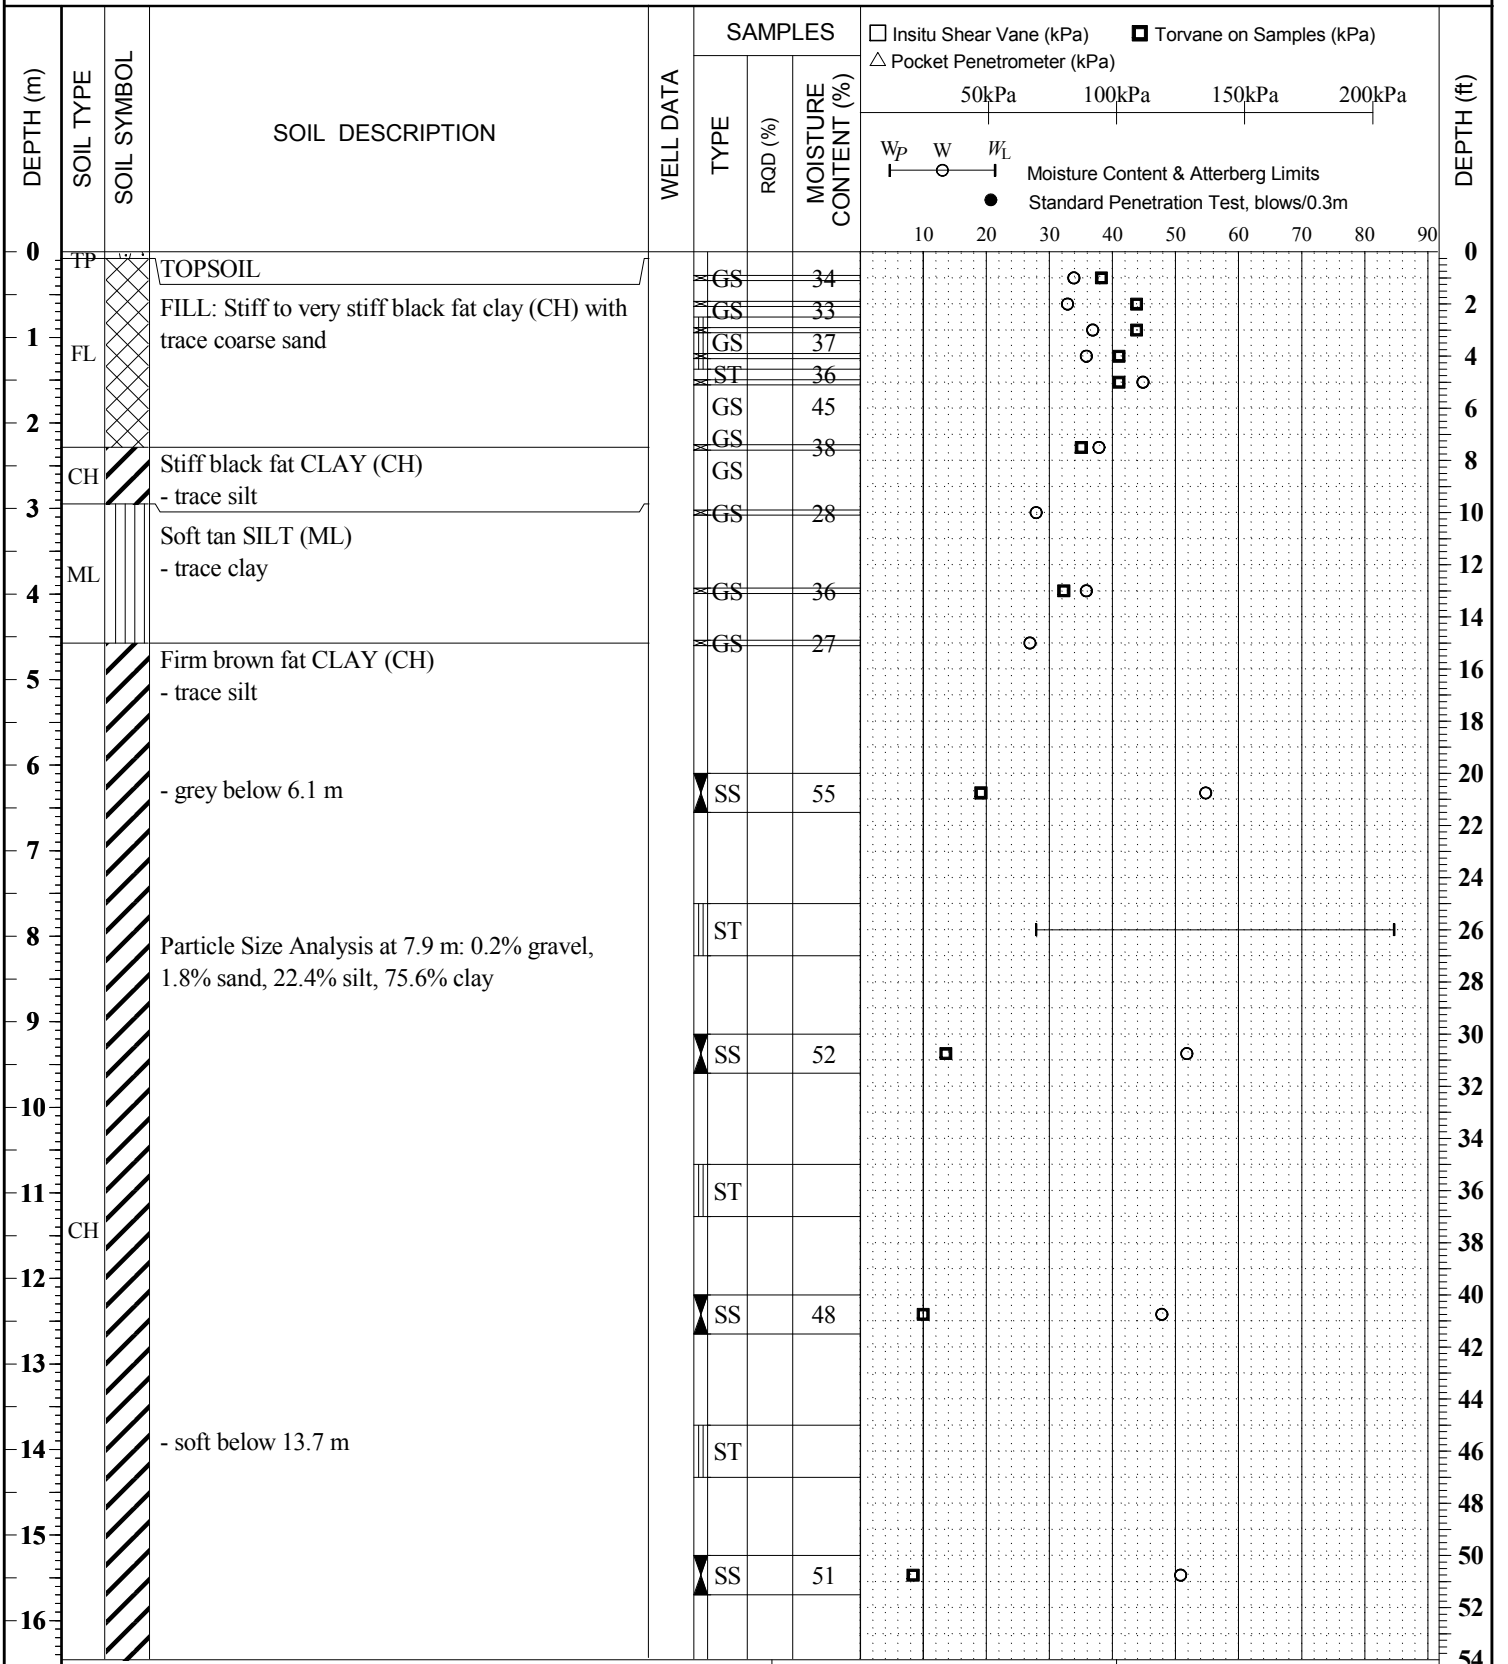 SAMPLES
Insitu Shear Vane (kPa)
Torvane on Samples (kPa)
Pocket Penetrometer (kPa)
50kPa 100kPa 150kPa 200kPa
DEPTH (m)
SOIL TYPE
SOIL SYMBOL
SOIL DESCRIPTION
WELL DATA
TYPE
RQD (%)
MOISTURE
CONTENT (%)
DEPTH (ft)
WP W WL
Moisture Content & Atterberg Limits
Standard Penetration Test, blows/0.3m
10 20 30 40 50 60 70 80 90
0
TP
TOPSOIL
GS 34
FILL: Stiff to very stiff black fat clay (CH) with
trace coarse sand
GS 33
2
1
FL
GS 37
4
ST 36
GS 45
6
2
GS 38
Stiff black fat CLAY (CH)
- trace silt
CH
GS
8
3
GS 28
10
Soft tan SILT (ML)
- trace clay
ML
12
4
GS 36
14
GS 27
Firm brown fat CLAY (CH)
- trace silt
16
5
18
6
20
- grey below 6.1 m
SS 55
22
7
24
8
ST
26
Particle Size Analysis at 7.9 m: 0.2% gravel,
1.8% sand, 22.4% silt, 75.6% clay
28
9
30
SS 52
32
10
34
11
ST
36
CH
38
12
40
SS 48
42
13
44
- soft below 13.7 m
14
ST
46
48
15
50
SS 51
16
52
54
0